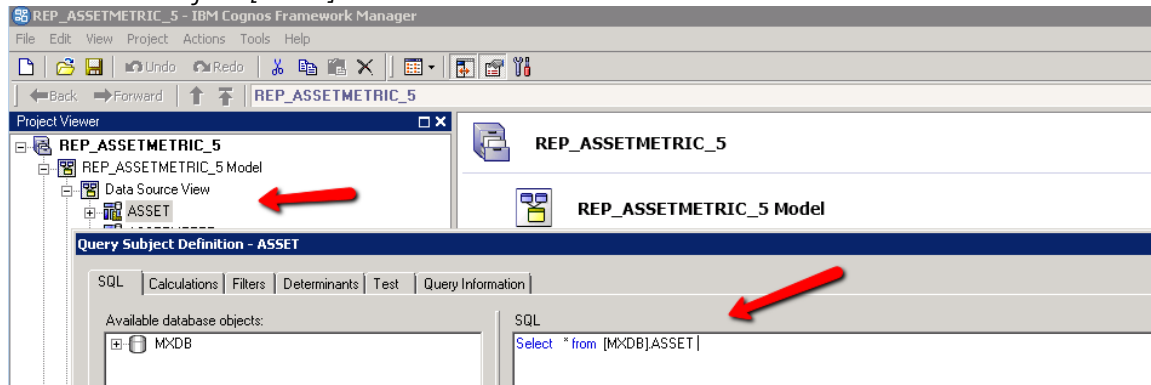 REP_ASSETMETRIC_5 - IBM Cognos Framework Manager
File Edit View Project Actions Tools Help
Undo Redo
Back Forward REP_ASSETMETRIC_5
Project Viewer
REP_ASSETMETRIC_5
REP_ASSETMETRIC_5
REP_ASSETMETRIC_5 Model
Data Source View
ASSET
REP_ASSETMETRIC_5 Model
Query Subject Definition - ASSET
SQL Calculations Filters Determinants Test Query Information
Available database objects:
SQL
MXDB
Select * from [MXDB].ASSET